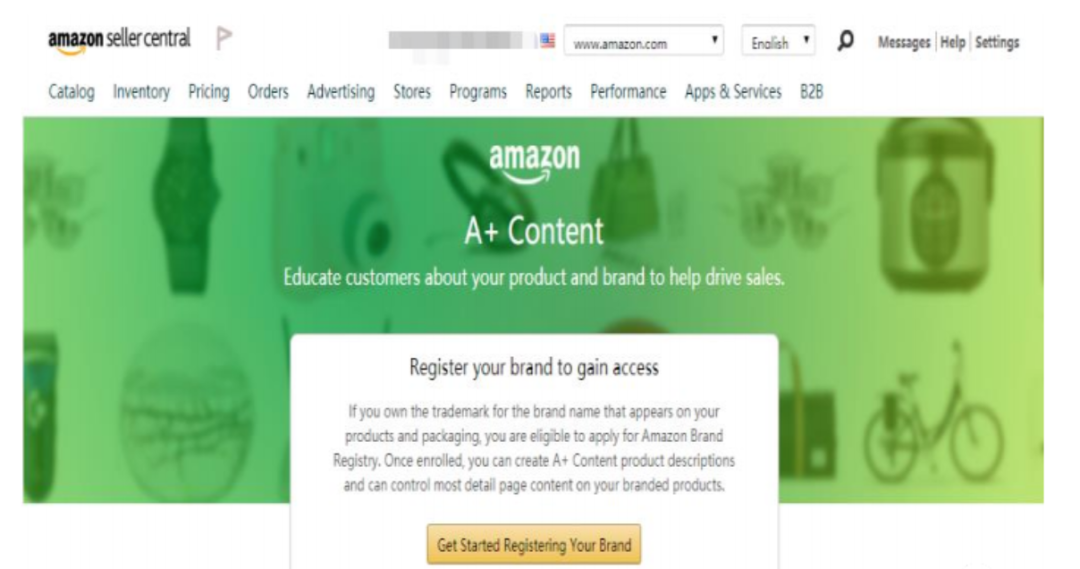 amazon seller central
www.amazon.com
English
Messages | Help | Settings
Catalog Inventory Pricing Orders Advertising Stores Programs Reports Performance Apps & Services B2B
amazon
A+ Content
Educate customers about your product and brand to help drive sales.
Register your brand to gain access
If you own the trademark for the brand name that appears on your
products and packaging, you are eligible to apply for Amazon Brand
Registry. Once enrolled, you can create A+ Content product descriptions
and can control most detail page content on your branded products.
Get Started Registering Your Brand